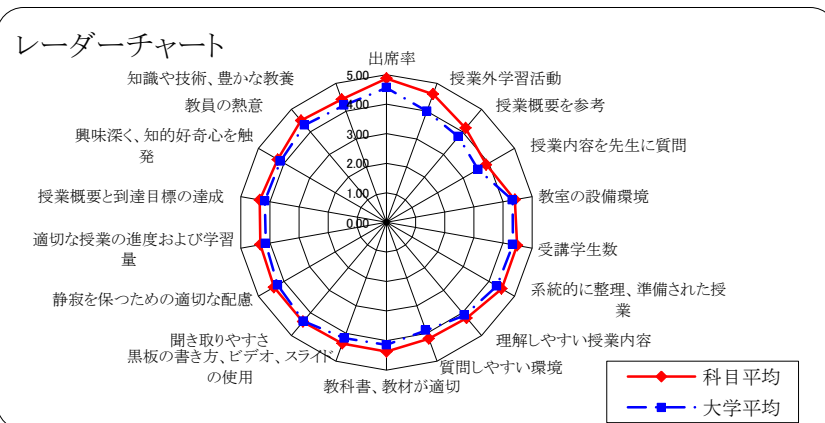 レーダーチャート
出席率
授業外学習活動
授業概要を参考
授業内容を先生に質問
教室の設備環境
受講学生数
系統的に整理、準備された授
業
理解しやすい授業内容
質問しやすい環境
教科書、教材が適切
黒板の書き方、ビデオ、スライド
の使用
聞き取りやすさ
静寂を保つための適切な配慮
適切な授業の進度および学習
量
授業概要と到達目標の達成
興味深く、知的好奇心を触
発
教員の熱意
知識や技術、豊かな教養
5.00
4.00
3.00
2.00
1.00
0.00
科目平均
大学平均